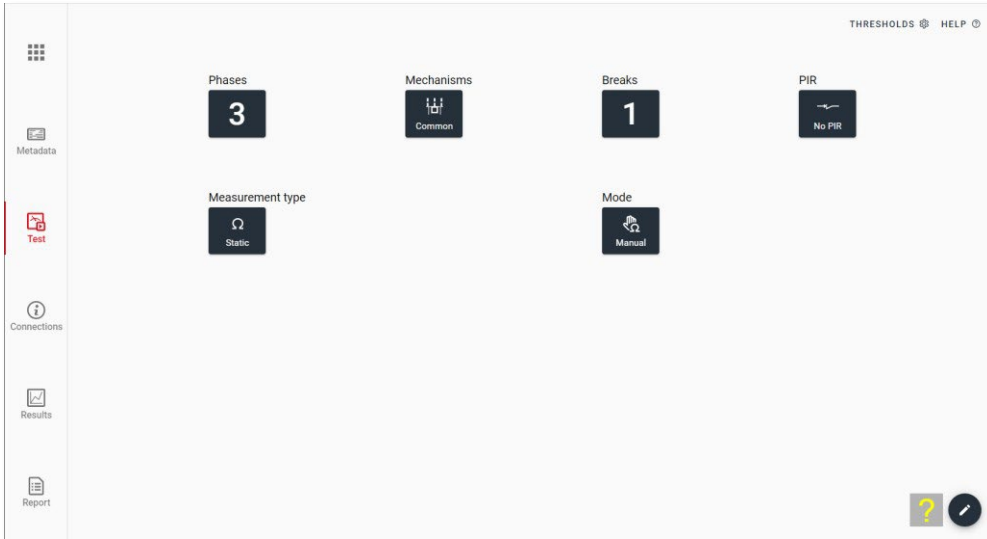 THRESHOLDS HELP
Metadata
Test
Connections
Results
Report
Phases Mechanisms Breaks PIR
3 Common 1 No PIR
Measurement type Mode
Ω Ω
Static Manual
?